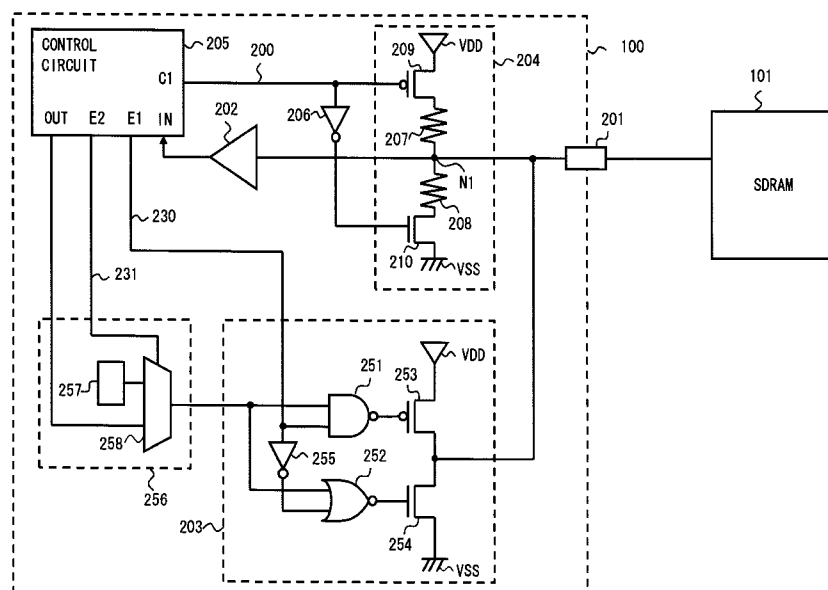 CONTROL
CIRCUIT
205
C1
OUT E2 E1 IN
200
202
206
209
VDD
204
207
N1
208
210
VSS
100
201
101
SDRAM
230
231
257
258
256
251
253
VDD
255
252
254
VSS
203